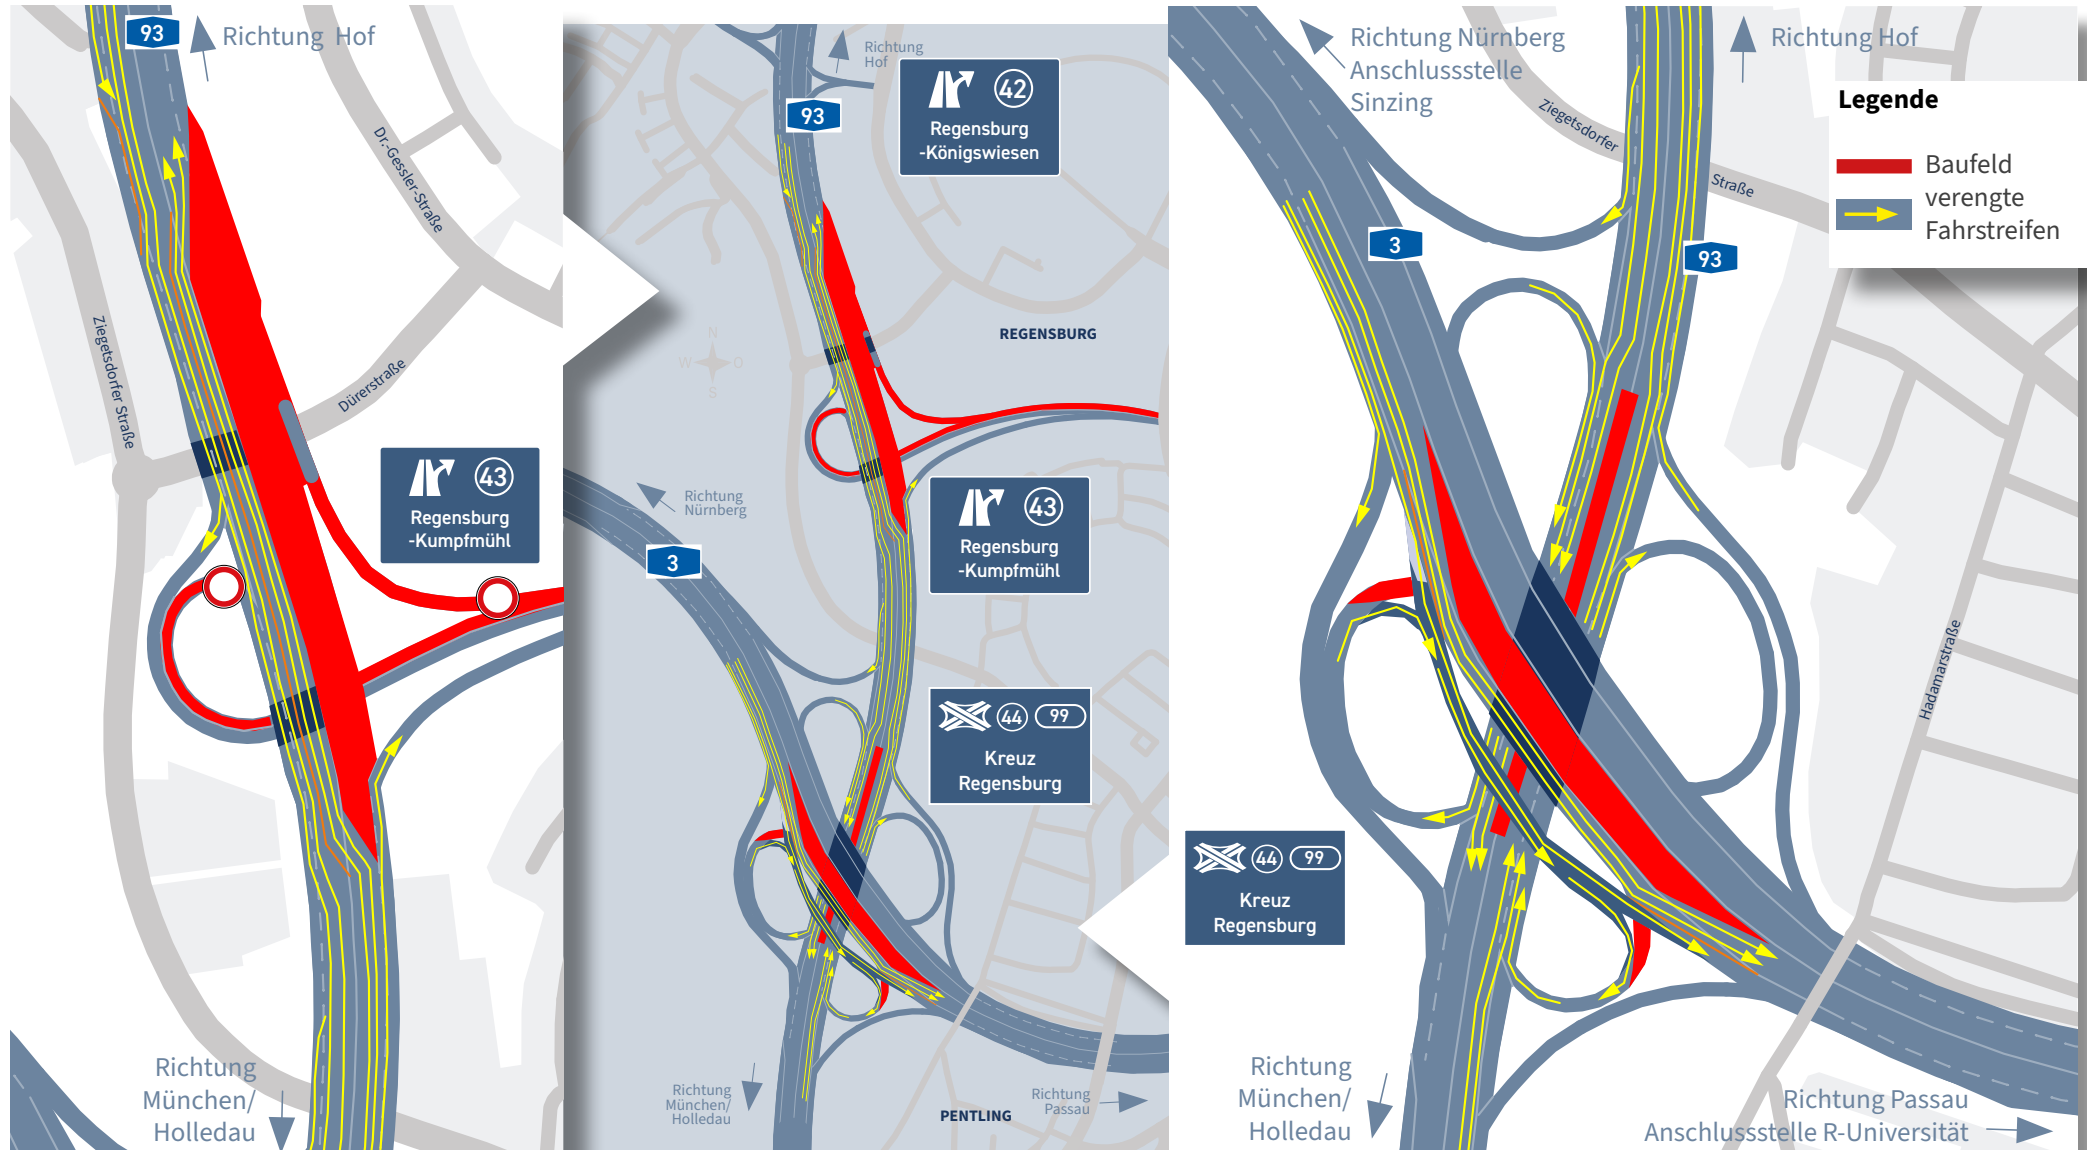 93
Richtung Hof
Dr.-Gessler-Straße
Ziegetsdorfer Straße
Dürerstraße
43
Regensburg
-Kumpfmühl
Richtung
München/
Holledau
Richtung
Hof
93
42
Regensburg
-Königswiesen
REGENSBURG
N
W
O
S
Richtung
Nürnberg
3
43
Regensburg
-Kumpfmühl
44
99
Kreuz
Regensburg
Richtung
München/
Holledau
PENTLING
Richtung
Passau
Richtung Nürnberg
Anschlussstelle
Sinzing
Richtung Hof
Ziegetsdorfer
Straße
Legende
Baufeld
verengte
Fahrstreifen
3
93
Hadamarstraße
44
99
Kreuz
Regensburg
Richtung
München/
Holledau
Richtung Passau
Anschlussstelle R-Universität